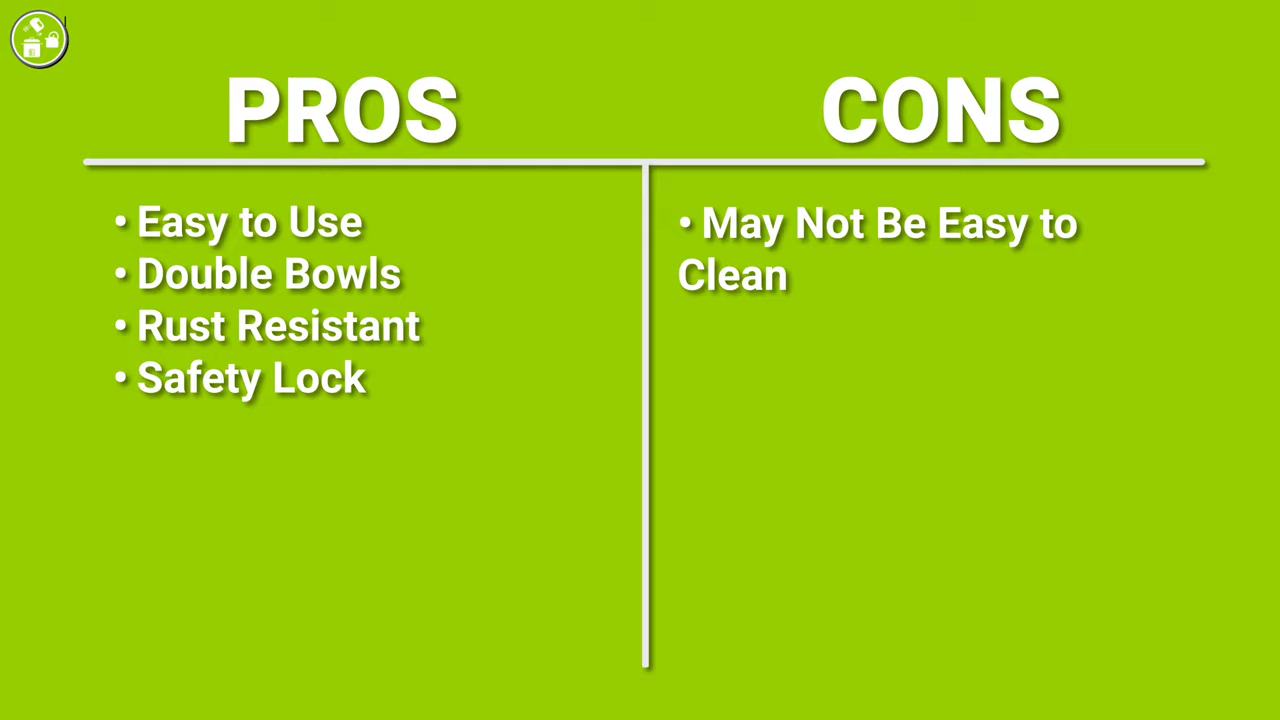 PROS
CONS
• Easy to Use
• Double Bowls
• Rust Resistant
• Safety Lock
• May Not Be Easy to
Clean